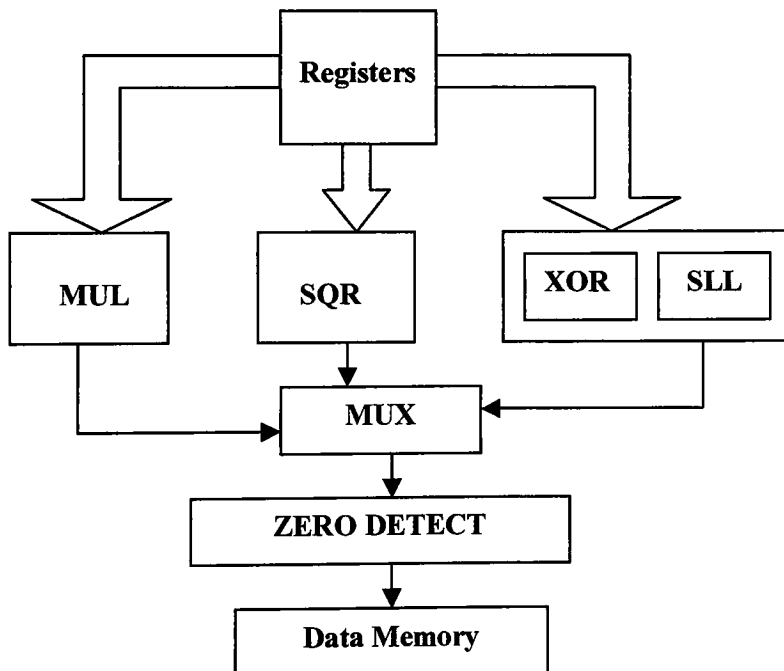 Registers
MUL
SQR
XOR
SLL
MUX
ZERO DETECT
Data Memory